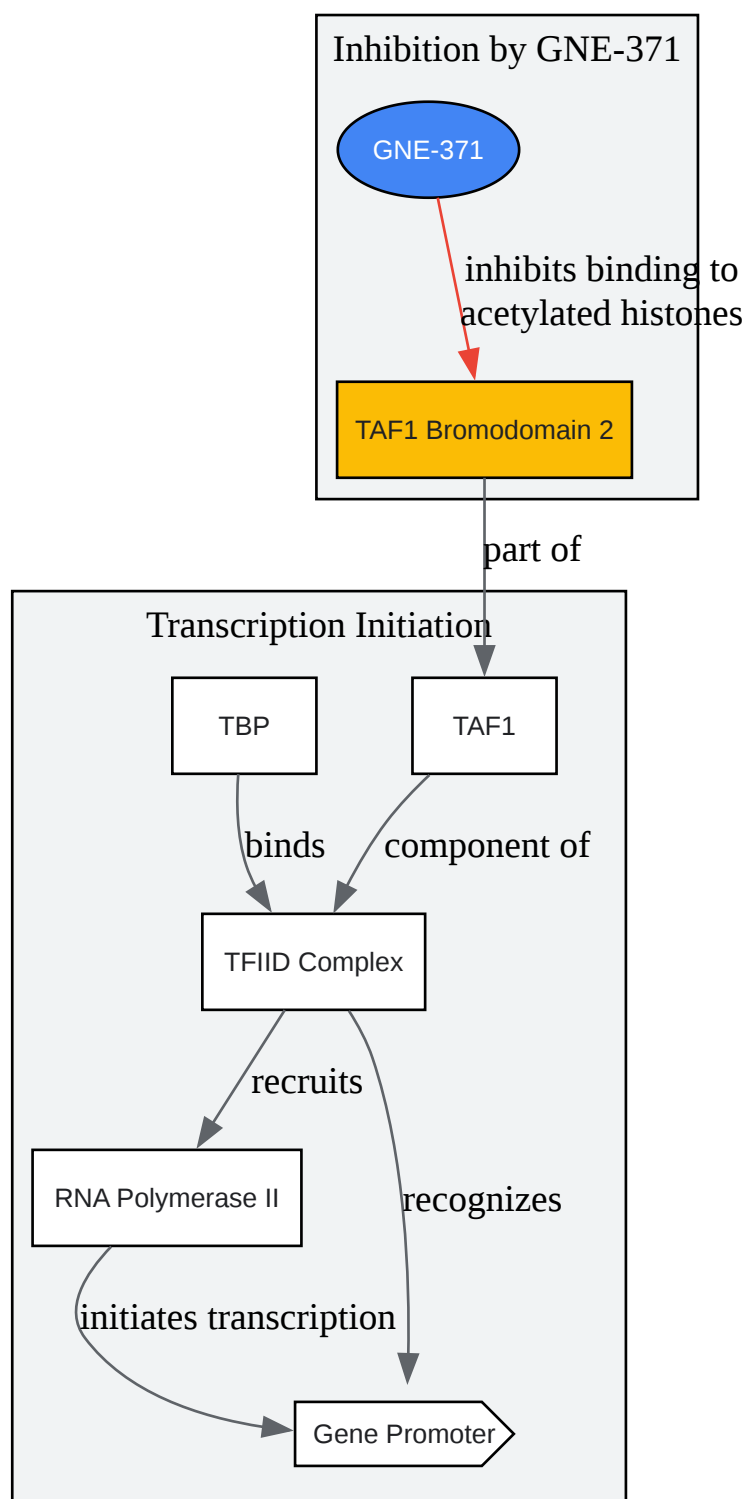 Inhibition by GNE-371
GNE-371
inhibits binding to
acetylated histones
TAF1 Bromodomain 2
part of
Transcription Initiation
TBP
TAF1
binds
component of
TFIID Complex
recruits
RNA Polymerase II
recognizes
initiates transcription
Gene Promoter